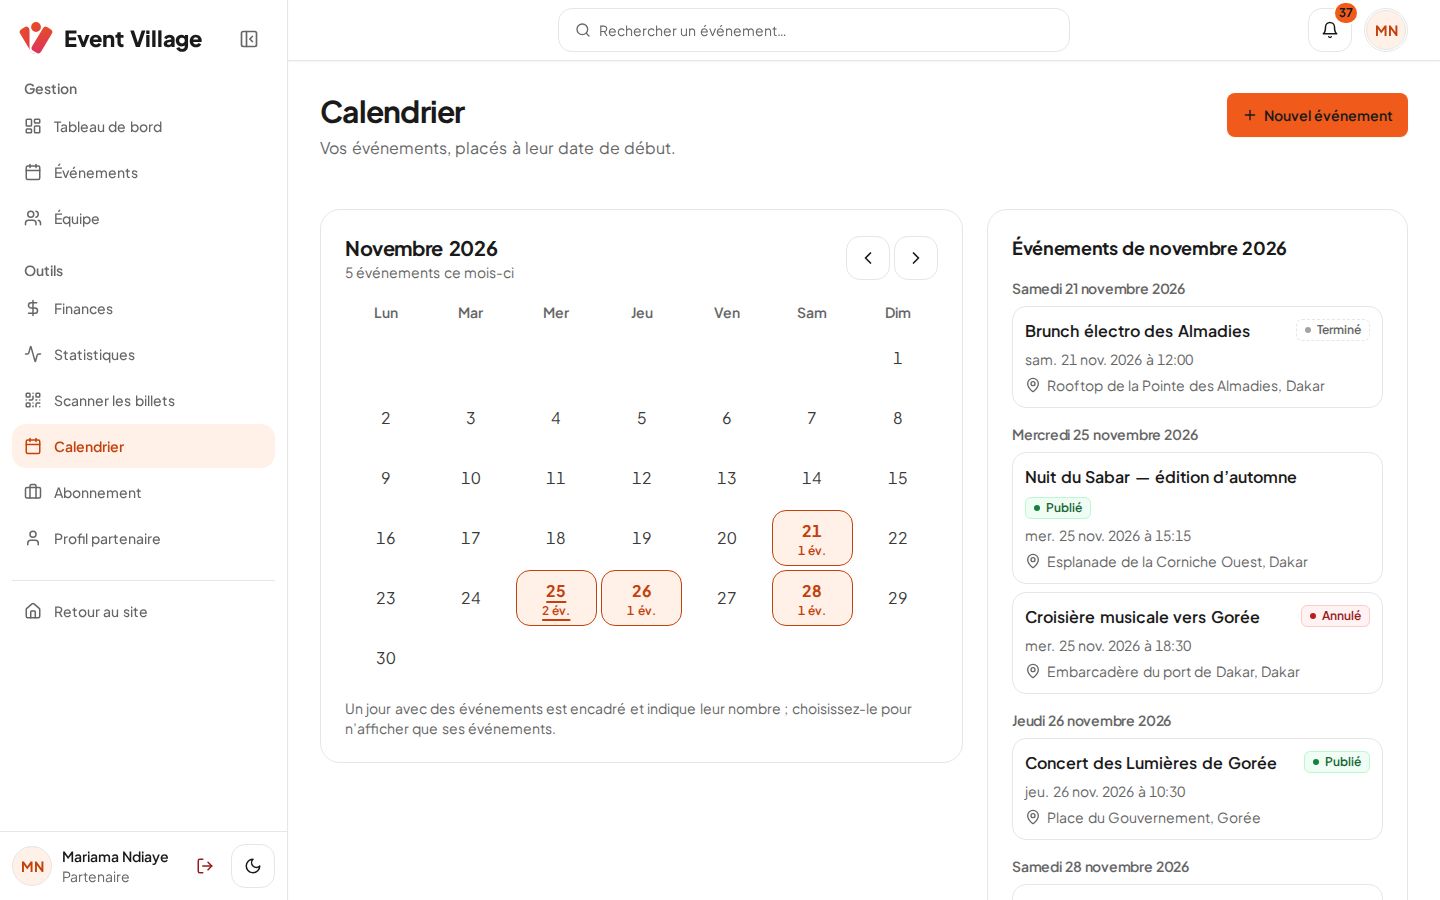 Event Village
Gestion
Tableau de bord
Événements
Équipe
Outils
Finances
Statistiques
Scanner les billets
Calendrier
Abonnement
Profil partenaire
Retour au site
MN
Mariama Ndiaye
Partenaire
Rechercher un événement…
37
MN
Calendrier
Vos événements, placés à leur date de début.
Nouvel événement
Novembre 2026
5 événements ce mois-ci
Lun Mar Mer Jeu Ven Sam Dim
1
2 3 4 5 6 7 8
9 10 11 12 13 14 15
16 17 18 19 20 21 22
1 év.
23 24 25 26 27 28 29
2 év. 1 év. 1 év.
30
Un jour avec des événements est encadré et indique leur nombre ; choisissez-le pour
n’afficher que ses événements.
Événements de novembre 2026
Samedi 21 novembre 2026
Brunch électro des Almadies
Terminé
sam. 21 nov. 2026 à 12:00
Rooftop de la Pointe des Almadies, Dakar
Mercredi 25 novembre 2026
Nuit du Sabar — édition d’automne
Publié
mer. 25 nov. 2026 à 15:15
Esplanade de la Corniche Ouest, Dakar
Croisière musicale vers Gorée
Annulé
mer. 25 nov. 2026 à 18:30
Embarcadère du port de Dakar, Dakar
Jeudi 26 novembre 2026
Concert des Lumières de Gorée
Publié
jeu. 26 nov. 2026 à 10:30
Place du Gouvernement, Gorée
Samedi 28 novembre 2026